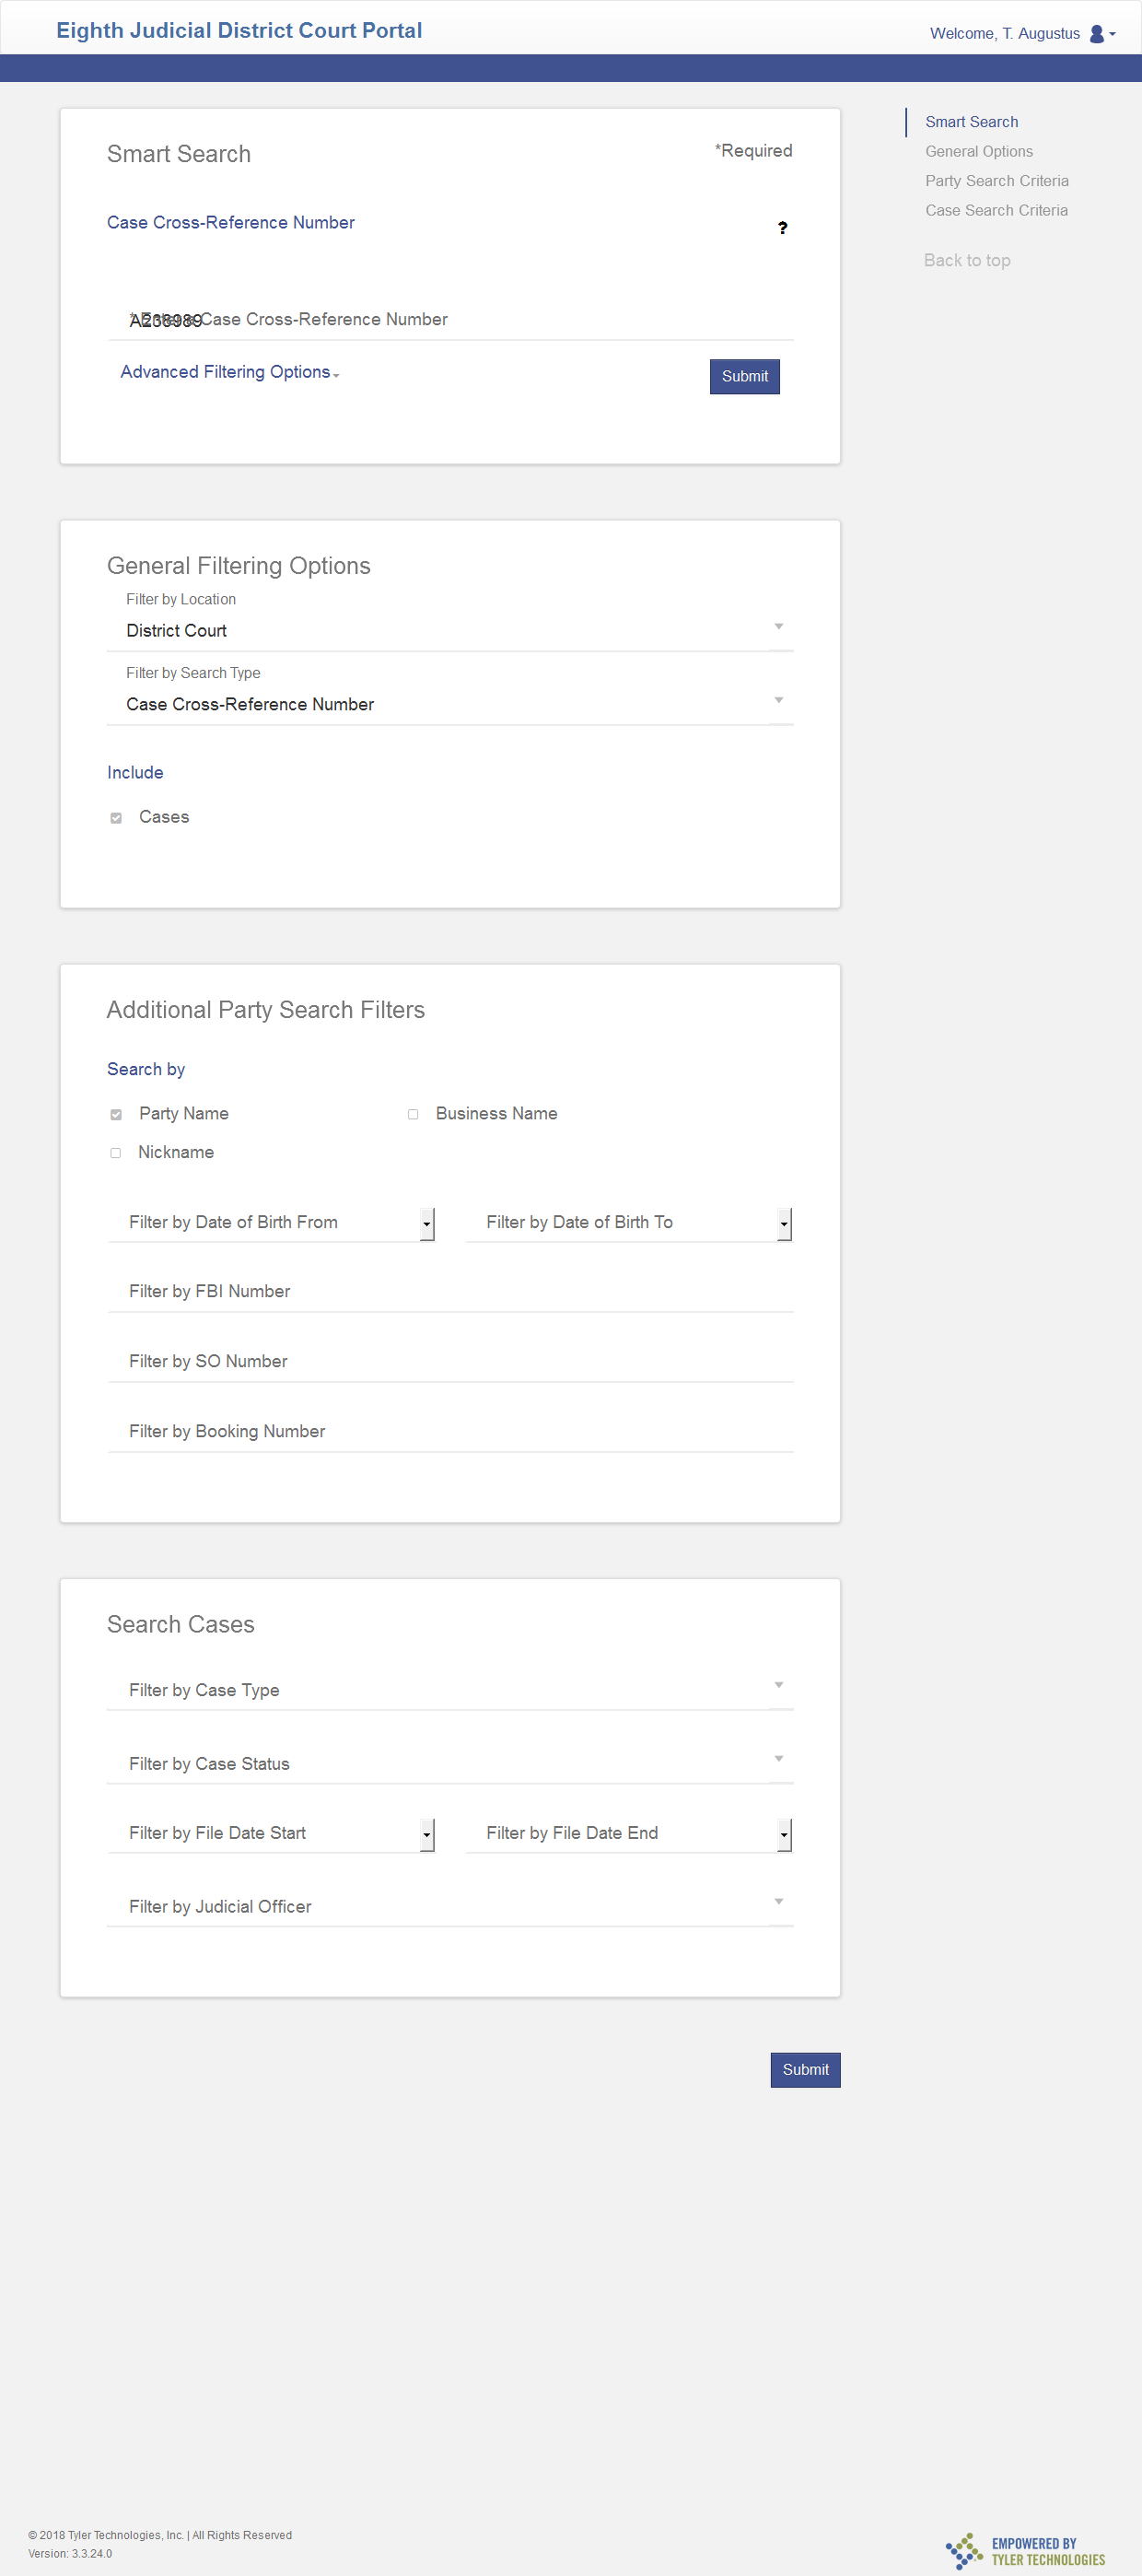 Eighth Judicial District Court Portal
Welcome, T. Augustus
Smart Search
*Required
Case Cross-Reference Number
?
Case Cross-Reference Number
Advanced Filtering Options
Submit
Smart Search
General Options
Party Search Criteria
Case Search Criteria
Back to top
General Filtering Options
Filter by Location
District Court
Filter by Search Type
Case Cross-Reference Number
Include
Cases
Additional Party Search Filters
Search by
Party Name
Business Name
Nickname
Filter by Date of Birth From
Filter by Date of Birth To
Filter by FBI Number
Filter by SO Number
Filter by Booking Number
Search Cases
Filter by Case Type
Filter by Case Status
Filter by File Date Start
Filter by File Date End
Filter by Judicial Officer
Submit
© 2018 Tyler Technologies, Inc. | All Rights Reserved
Version: 3.3.24.0
EMPOWERED BY
TYLER TECHNOLOGIES